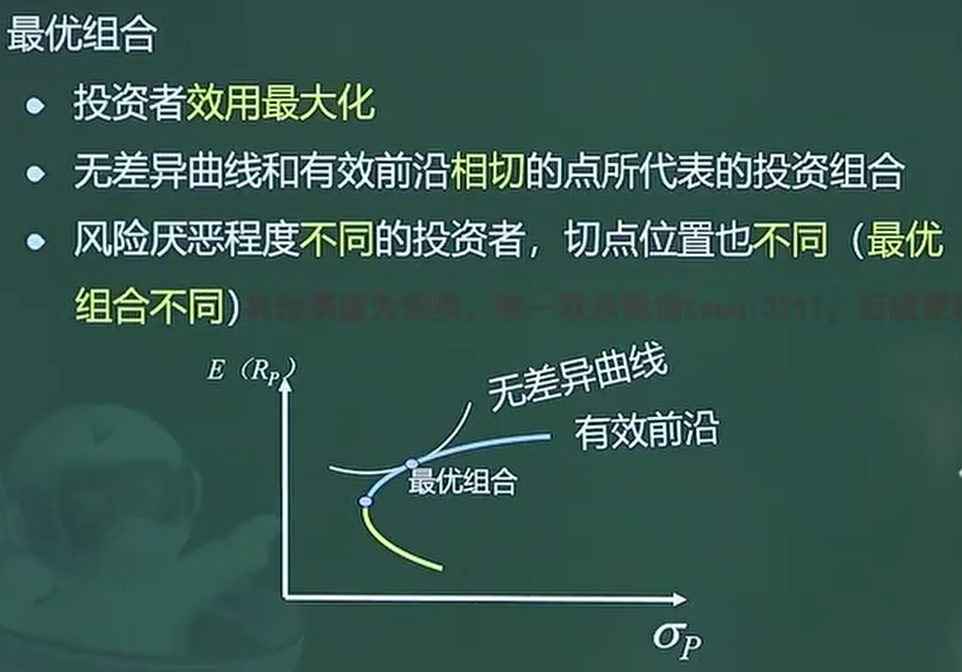 最优组合
投资者效用最大化
无差异曲线和有效前沿相切的点所代表的投资组合
风险厌恶程度不同的投资者，切点位置也不同（最优
组合不同）
E（R_P）
无差异曲线
有效前沿
最优组合
σ_P